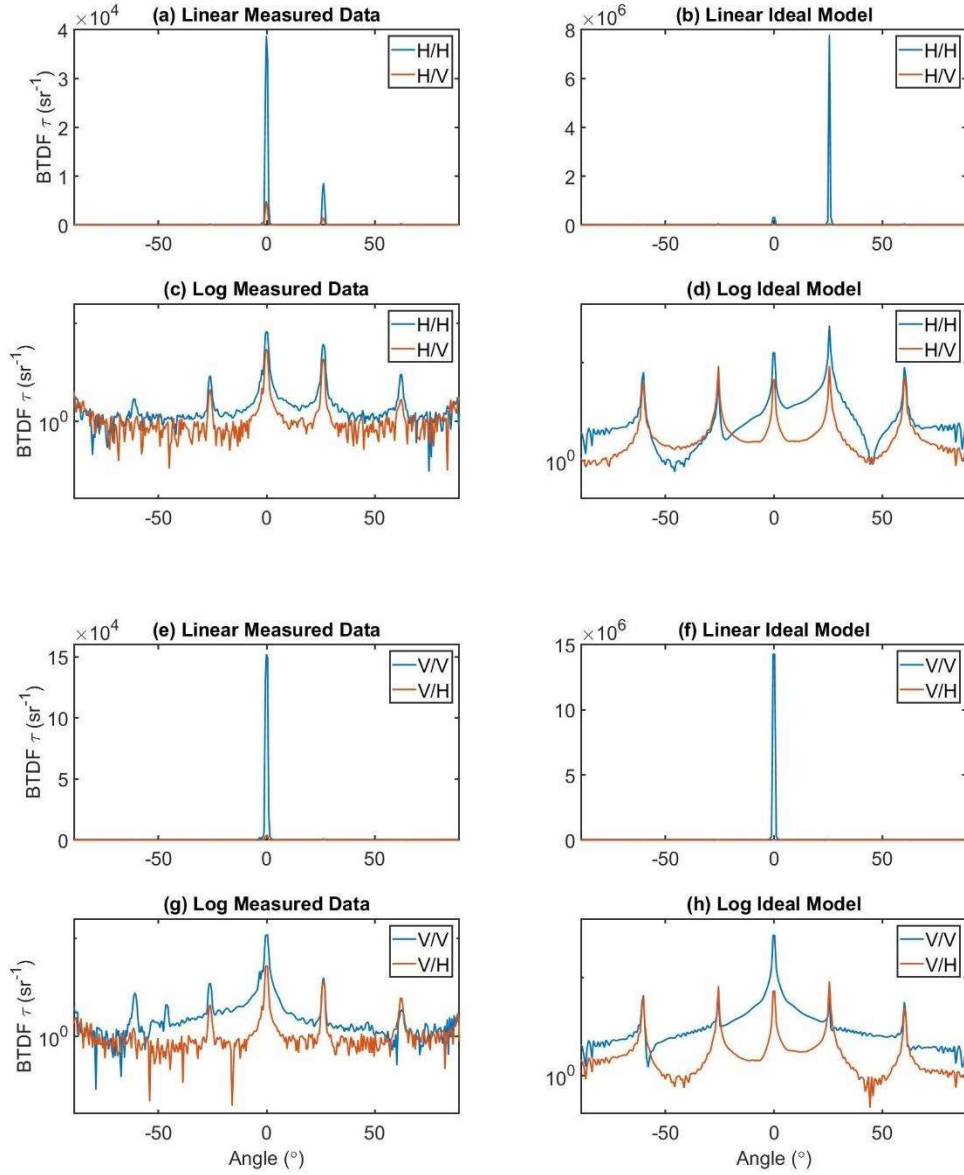 (a) Linear Measured Data
×10⁴
4
3
2
1
0
BTDF τ (sr⁻¹)
H/H
H/V
-50 0 50
(b) Linear Ideal Model
×10⁶
8
6
4
2
0
H/H
H/V
-50 0 50
(c) Log Measured Data
BTDF τ (sr⁻¹)
10⁰
H/H
H/V
-50 0 50
(d) Log Ideal Model
10⁰
H/H
H/V
-50 0 50
(e) Linear Measured Data
×10⁴
15
10
5
0
BTDF τ (sr⁻¹)
V/V
V/H
-50 0 50
(f) Linear Ideal Model
×10⁶
15
10
5
0
V/V
V/H
-50 0 50
(g) Log Measured Data
BTDF τ (sr⁻¹)
10⁰
V/V
V/H
-50 0 50
Angle (°)
(h) Log Ideal Model
10⁰
V/V
V/H
-50 0 50
Angle (°)